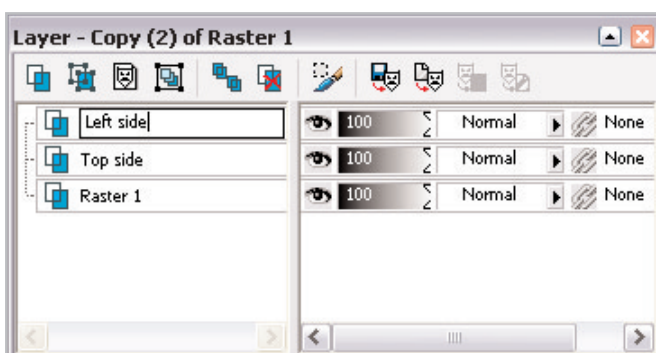 Layer - Copy (2) of Raster 1
Left side 100 Normal None
Top side 100 Normal None
Raster 1 100 Normal None